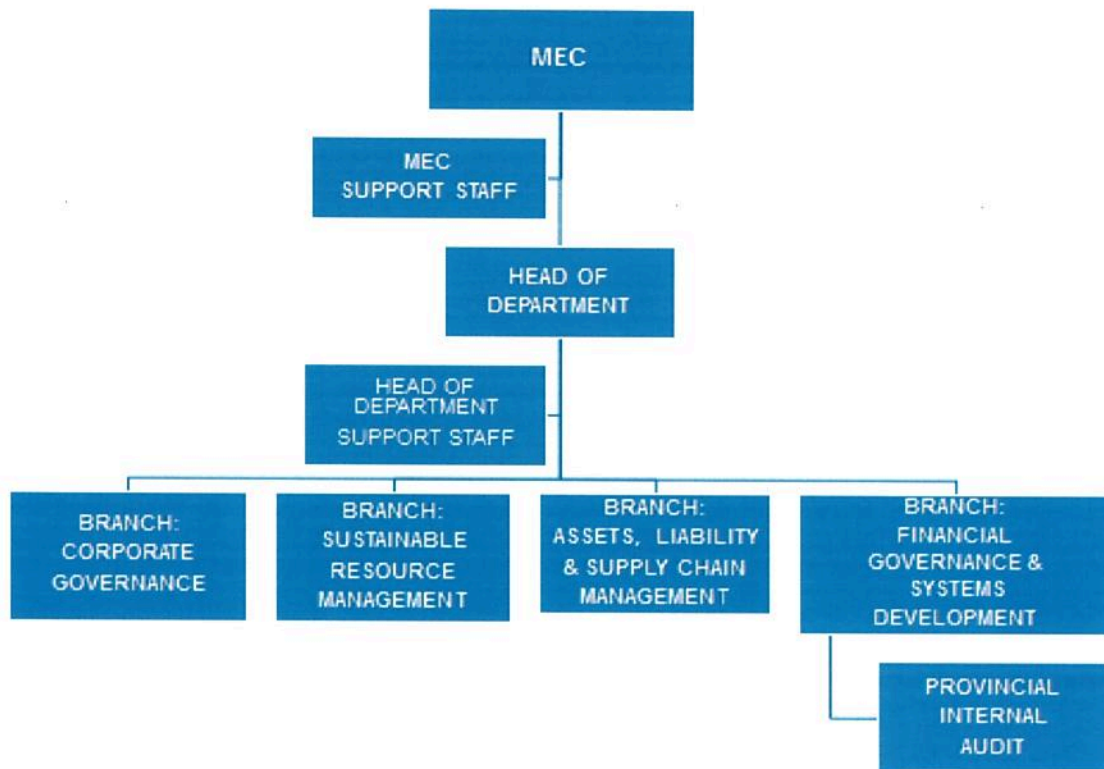 MEC
MEC
SUPPORT STAFF
HEAD OF
DEPARTMENT
HEAD OF
DEPARTMENT
SUPPORT STAFF
BRANCH:
CORPORATE
GOVERNANCE
BRANCH:
SUSTAINABLE
RESOURCE
MANAGEMENT
BRANCH:
ASSETS, LIABILITY
& SUPPLY CHAIN
MANAGEMENT
BRANCH:
FINANCIAL
GOVERNANCE &
SYSTEMS
DEVELOPMENT
PROVINCIAL
INTERNAL
AUDIT